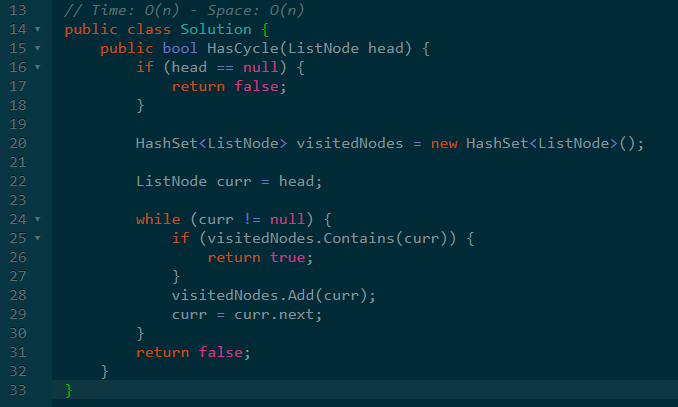 13 // Time: O(n) - Space: O(n)
14 public class Solution {
15     public bool HasCycle(ListNode head) {
16         if (head == null) {
17             return false;
18         }
19
20         HashSet<ListNode> visitedNodes = new HashSet<ListNode>();
21
22         ListNode curr = head;
23
24         while (curr != null) {
25             if (visitedNodes.Contains(curr)) {
26                 return true;
27             }
28             visitedNodes.Add(curr);
29             curr = curr.next;
30         }
31         return false;
32     }
33 }